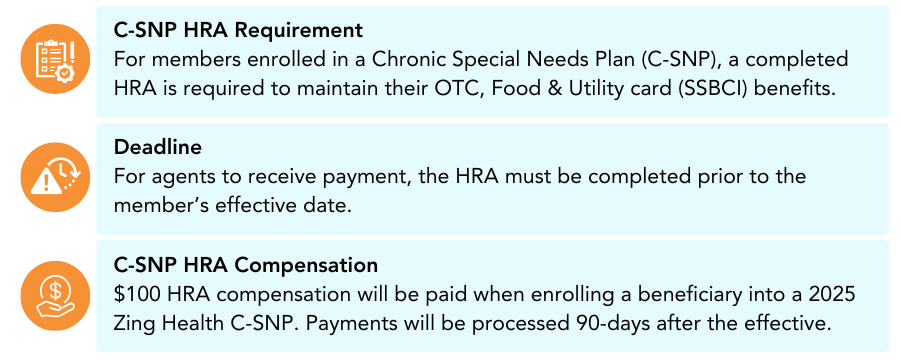 C-SNP HRA Requirement
For members enrolled in a Chronic Special Needs Plan (C-SNP), a completed
HRA is required to maintain their OTC, Food & Utility card (SSBCI) benefits.
Deadline
For agents to receive payment, the HRA must be completed prior to the
member’s effective date.
C-SNP HRA Compensation
$100 HRA compensation will be paid when enrolling a beneficiary into a 2025
Zing Health C-SNP. Payments will be processed 90-days after the effective.